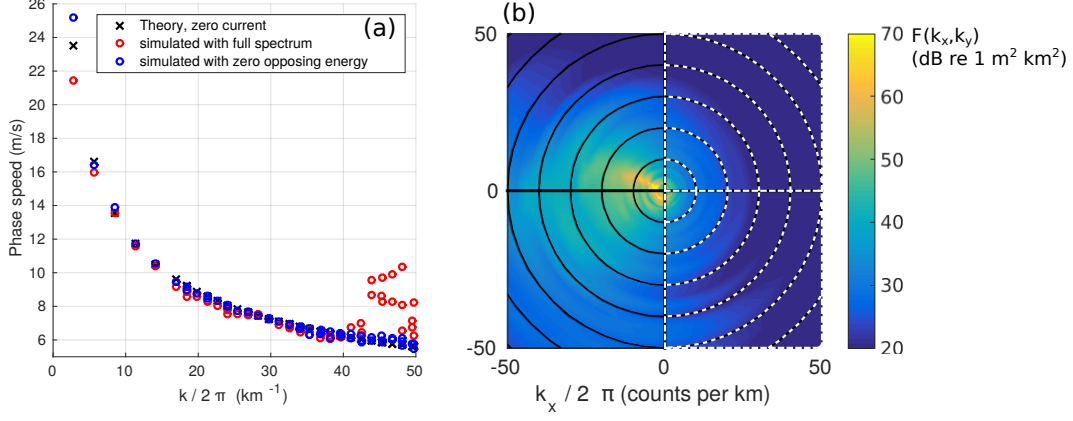 (a)
Theory, zero current
simulated with full spectrum
simulated with zero opposing energy
26
24
22
20
18
16
14
12
10
8
6
Phase speed (m/s)
0
10
20
30
40
50
k / 2 π (km⁻¹)
(b)
50
0
-50
-50
0
50
k_x / 2 π (counts per km)
70
60
50
40
30
20
F(kₓ,k_y)
(dB re 1 m² km²)